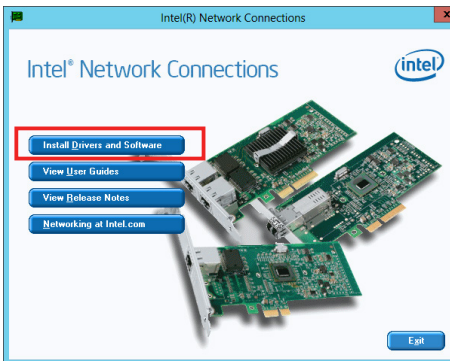 Intel(R) Network Connections
x
Intel® Network Connections
intel
Install Drivers and Software
View User Guides
View Release Notes
Networking at Intel.com
Exit